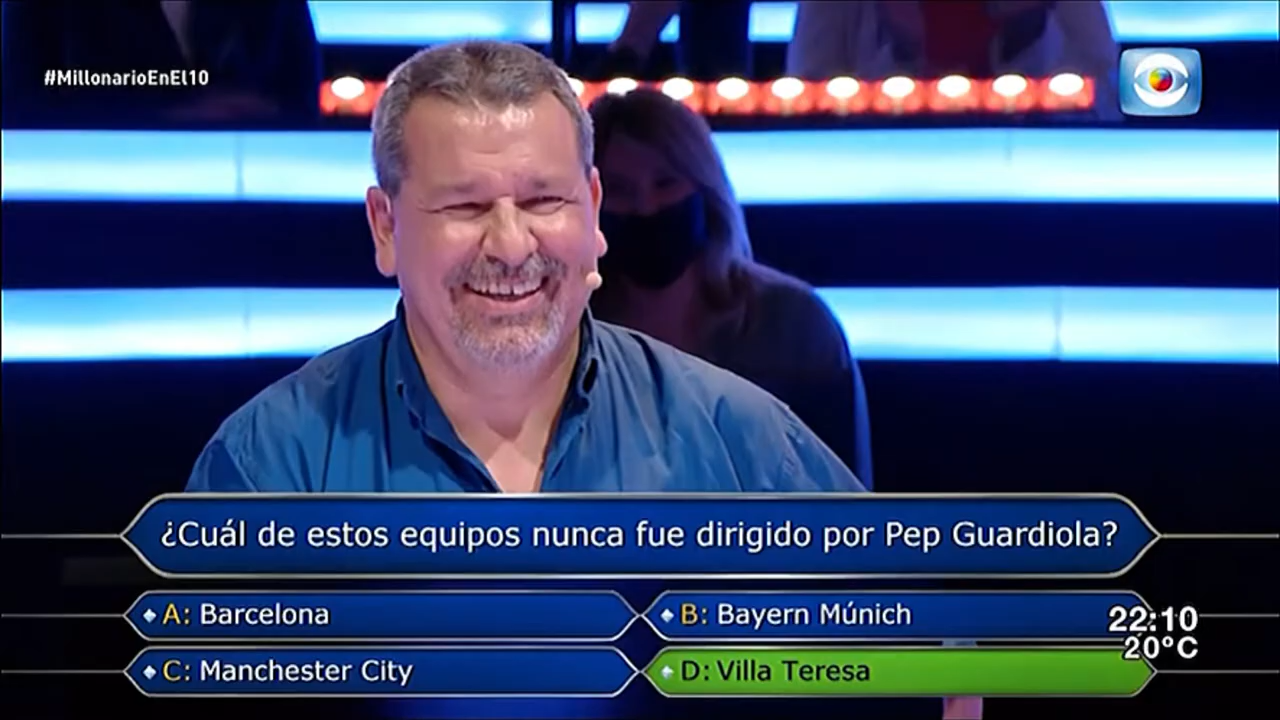 #MillonarioEnEl10
¿Cuál de estos equipos nunca fue dirigido por Pep Guardiola?
A: Barcelona
B: Bayern Múnich
C: Manchester City
D: Villa Teresa
22:10
20°C